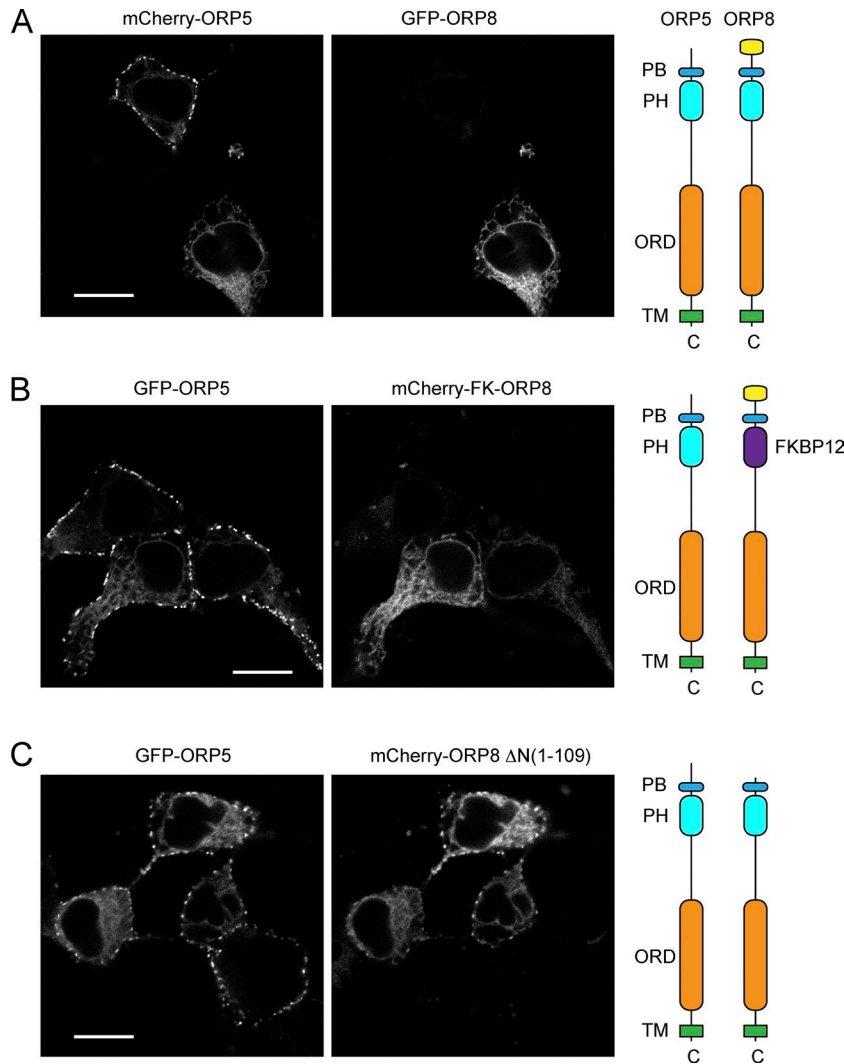 A
mCherry-ORP5
GFP-ORP8
ORP5 ORP8
PB
PH
ORD
TM
C C
B
GFP-ORP5
mCherry-FK-ORP8
PB
PH
FKBP12
ORD
TM
C C
C
GFP-ORP5
mCherry-ORP8 ΔN(1-109)
PB
PH
ORD
TM
C C